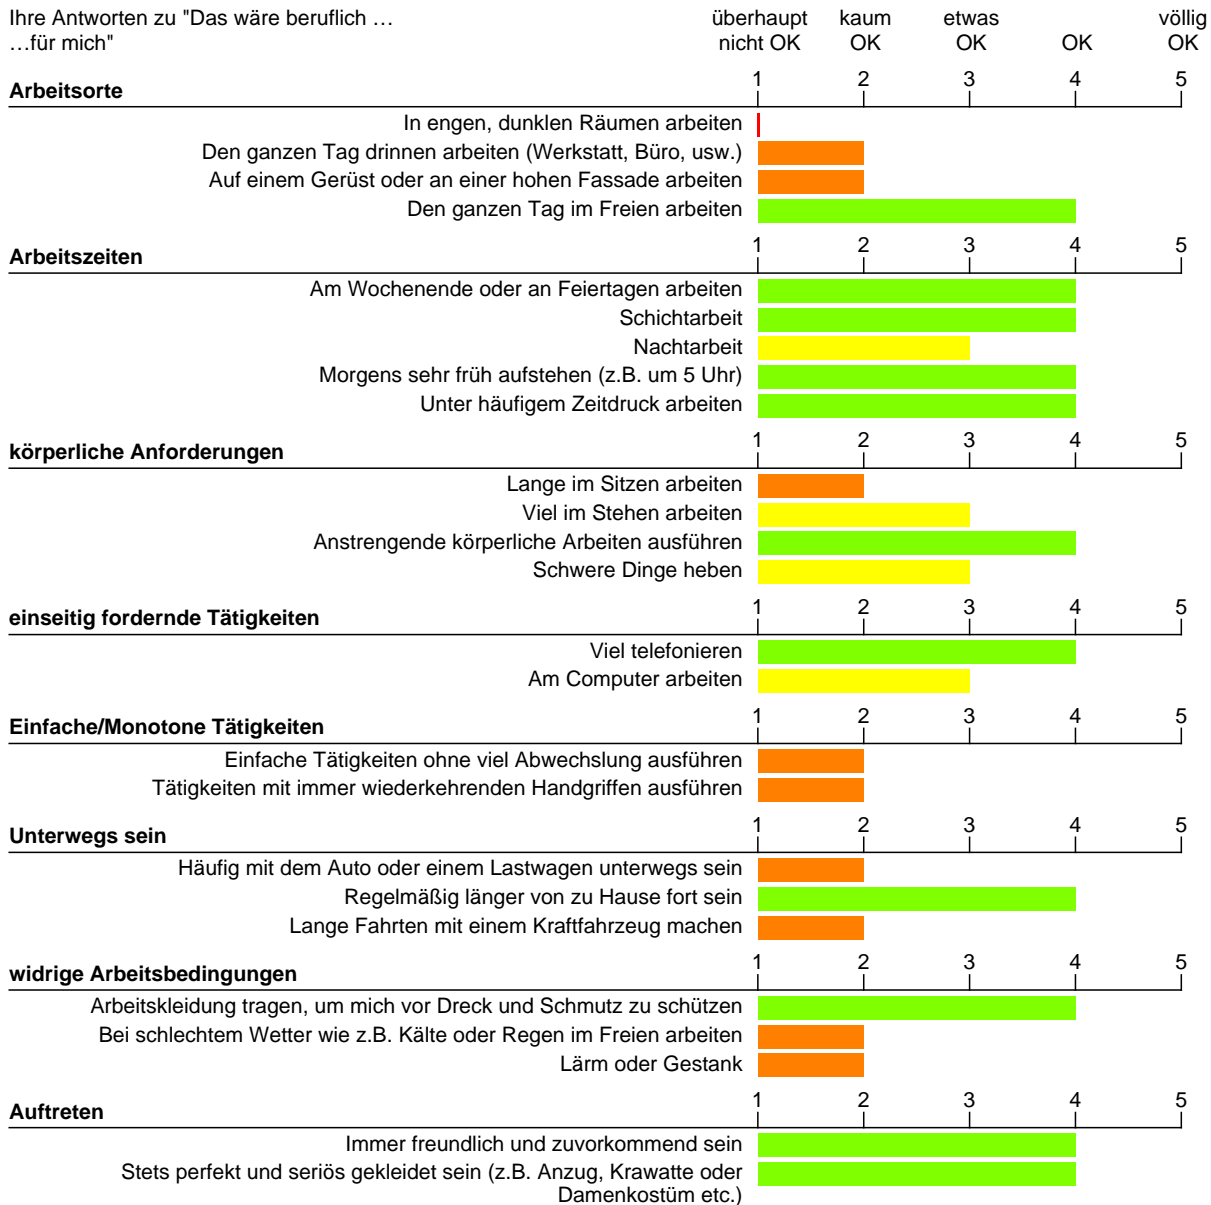 Ihre Antworten zu "Das wäre beruflich … überhaupt kaum etwas völlig
…für mich" nicht OK OK OK OK OK
Arbeitsorte 1 2 3 4 5
In engen, dunklen Räumen arbeiten
Den ganzen Tag drinnen arbeiten (Werkstatt, Büro, usw.)
Auf einem Gerüst oder an einer hohen Fassade arbeiten
Den ganzen Tag im Freien arbeiten
Arbeitszeiten 1 2 3 4 5
Am Wochenende oder an Feiertagen arbeiten
Schichtarbeit
Nachtarbeit
Morgens sehr früh aufstehen (z.B. um 5 Uhr)
Unter häufigem Zeitdruck arbeiten
körperliche Anforderungen 1 2 3 4 5
Lange im Sitzen arbeiten
Viel im Stehen arbeiten
Anstrengende körperliche Arbeiten ausführen
Schwere Dinge heben
einseitig fordernde Tätigkeiten 1 2 3 4 5
Viel telefonieren
Am Computer arbeiten
Einfache/Monotone Tätigkeiten 1 2 3 4 5
Einfache Tätigkeiten ohne viel Abwechslung ausführen
Tätigkeiten mit immer wiederkehrenden Handgriffen ausführen
Unterwegs sein 1 2 3 4 5
Häufig mit dem Auto oder einem Lastwagen unterwegs sein
Regelmäßig länger von zu Hause fort sein
Lange Fahrten mit einem Kraftfahrzeug machen
widrige Arbeitsbedingungen 1 2 3 4 5
Arbeitskleidung tragen, um mich vor Dreck und Schmutz zu schützen
Bei schlechtem Wetter wie z.B. Kälte oder Regen im Freien arbeiten
Lärm oder Gestank
Auftreten 1 2 3 4 5
Immer freundlich und zuvorkommend sein
Stets perfekt und seriös gekleidet sein (z.B. Anzug, Krawatte oder
Damenkostüm etc.)